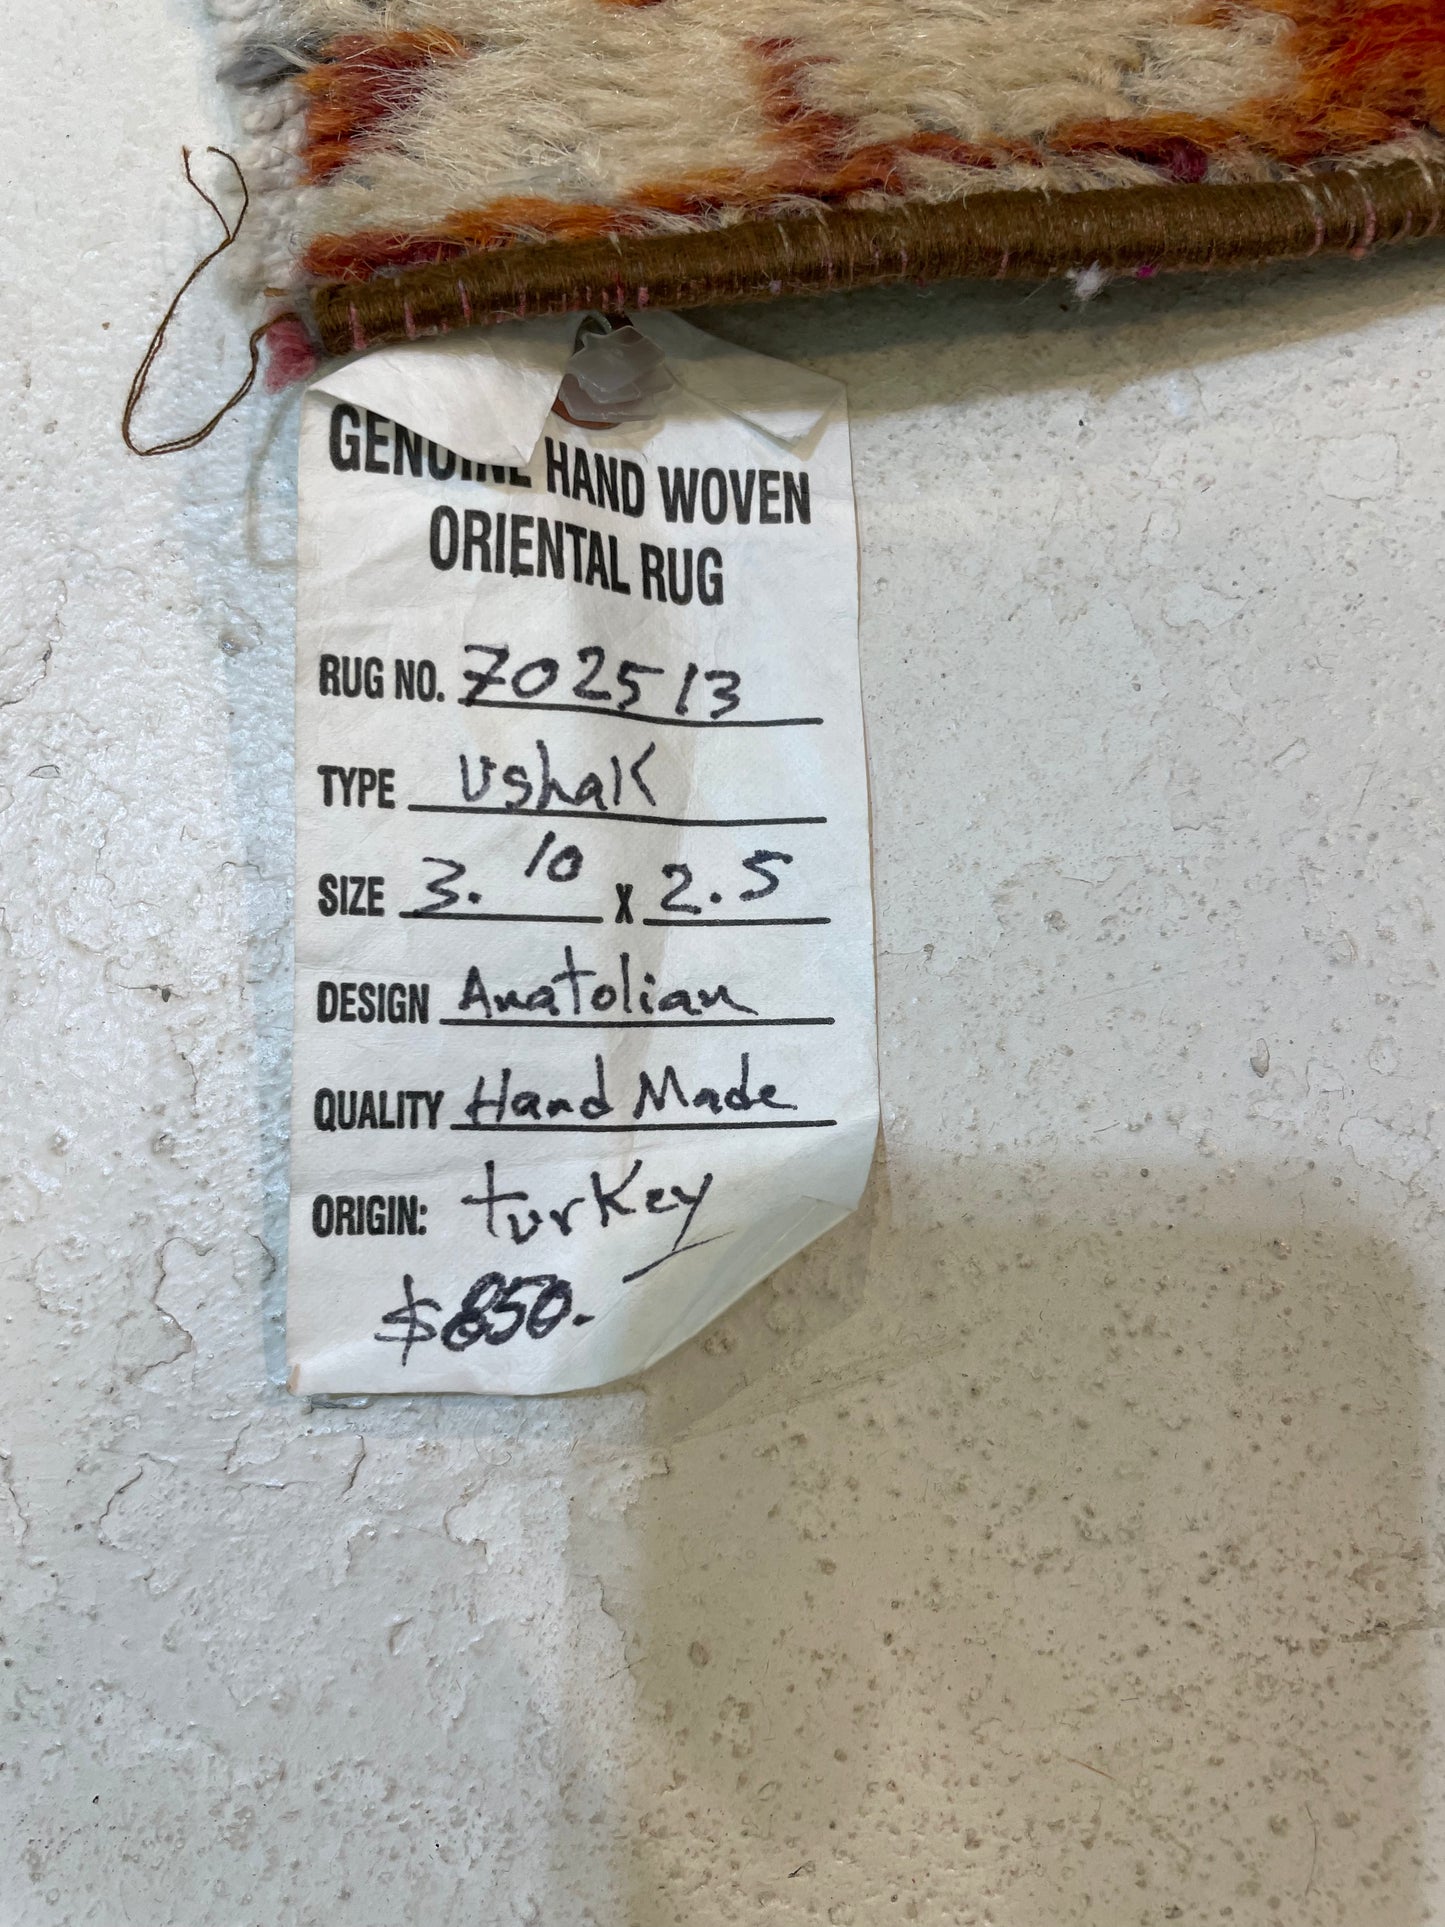 GENUINE HAND WOVEN
ORIENTAL RUG
RUG NO. 702513
TYPE Ushak
SIZE 3.10 X 2.5
DESIGN Anatolian
QUALITY Hand Made
ORIGIN: turkey
$850.